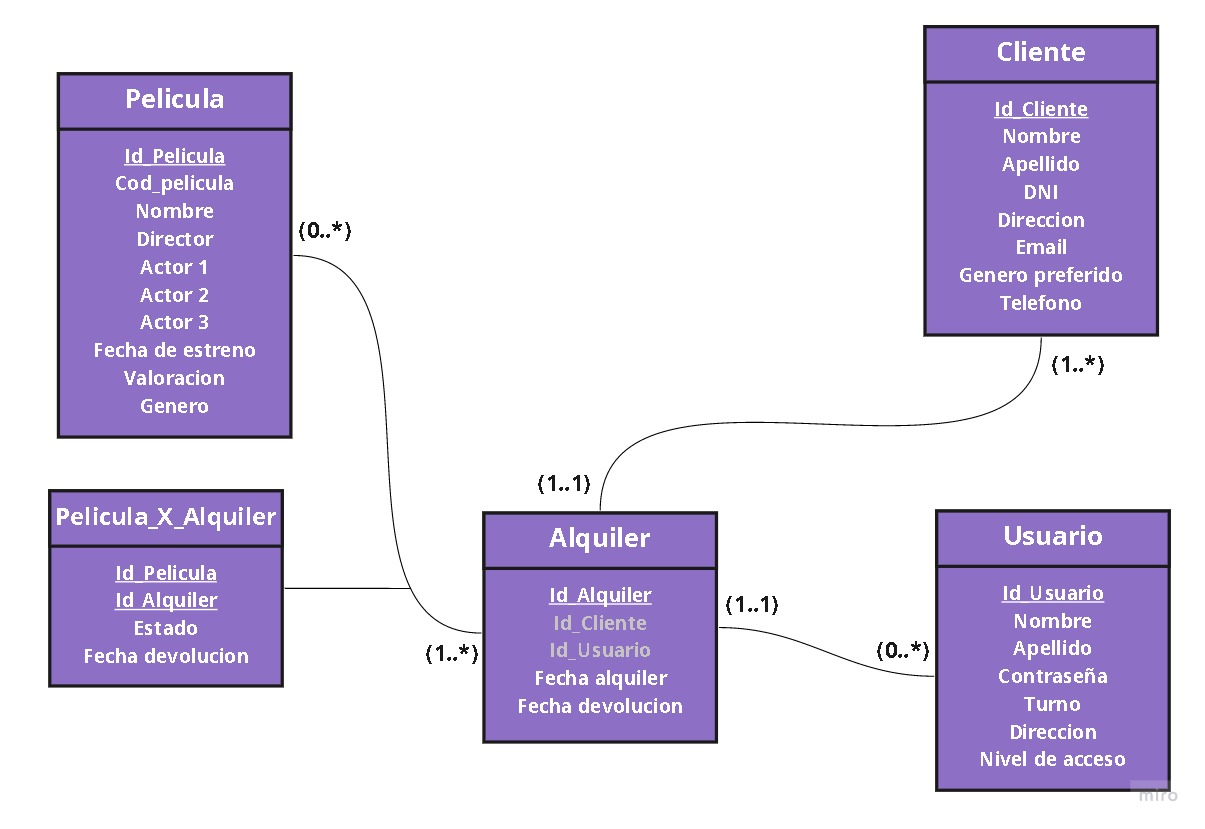 Pelicula
Id_Pelicula
Cod_pelicula
Nombre
Director
Actor 1
Actor 2
Actor 3
Fecha de estreno
Valoracion
Genero
(0..*)
Cliente
Id_Cliente
Nombre
Apellido
DNI
Direccion
Email
Genero preferido
Telefono
(1..*)
Pelicula_X_Alquiler
Id_Pelicula
Id_Alquiler
Estado
Fecha devolucion
(1..*)
(1..1)
Alquiler
Id_Alquiler
Id_Cliente
Id_Usuario
Fecha alquiler
Fecha devolucion
(1..1)
(0..*)
Usuario
Id_Usuario
Nombre
Apellido
Contraseña
Turno
Direccion
Nivel de acceso
miro